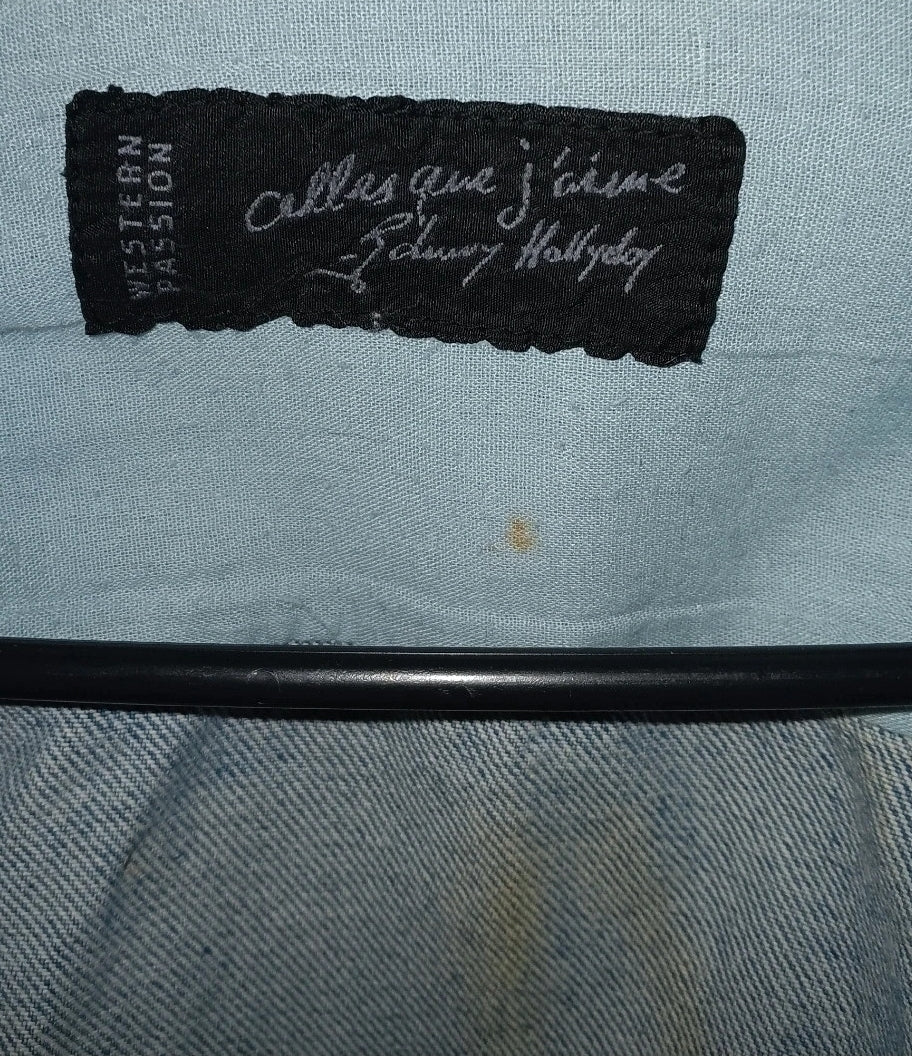 WESTERN
PASSION
celles que j'aime
Johnny Hallyday